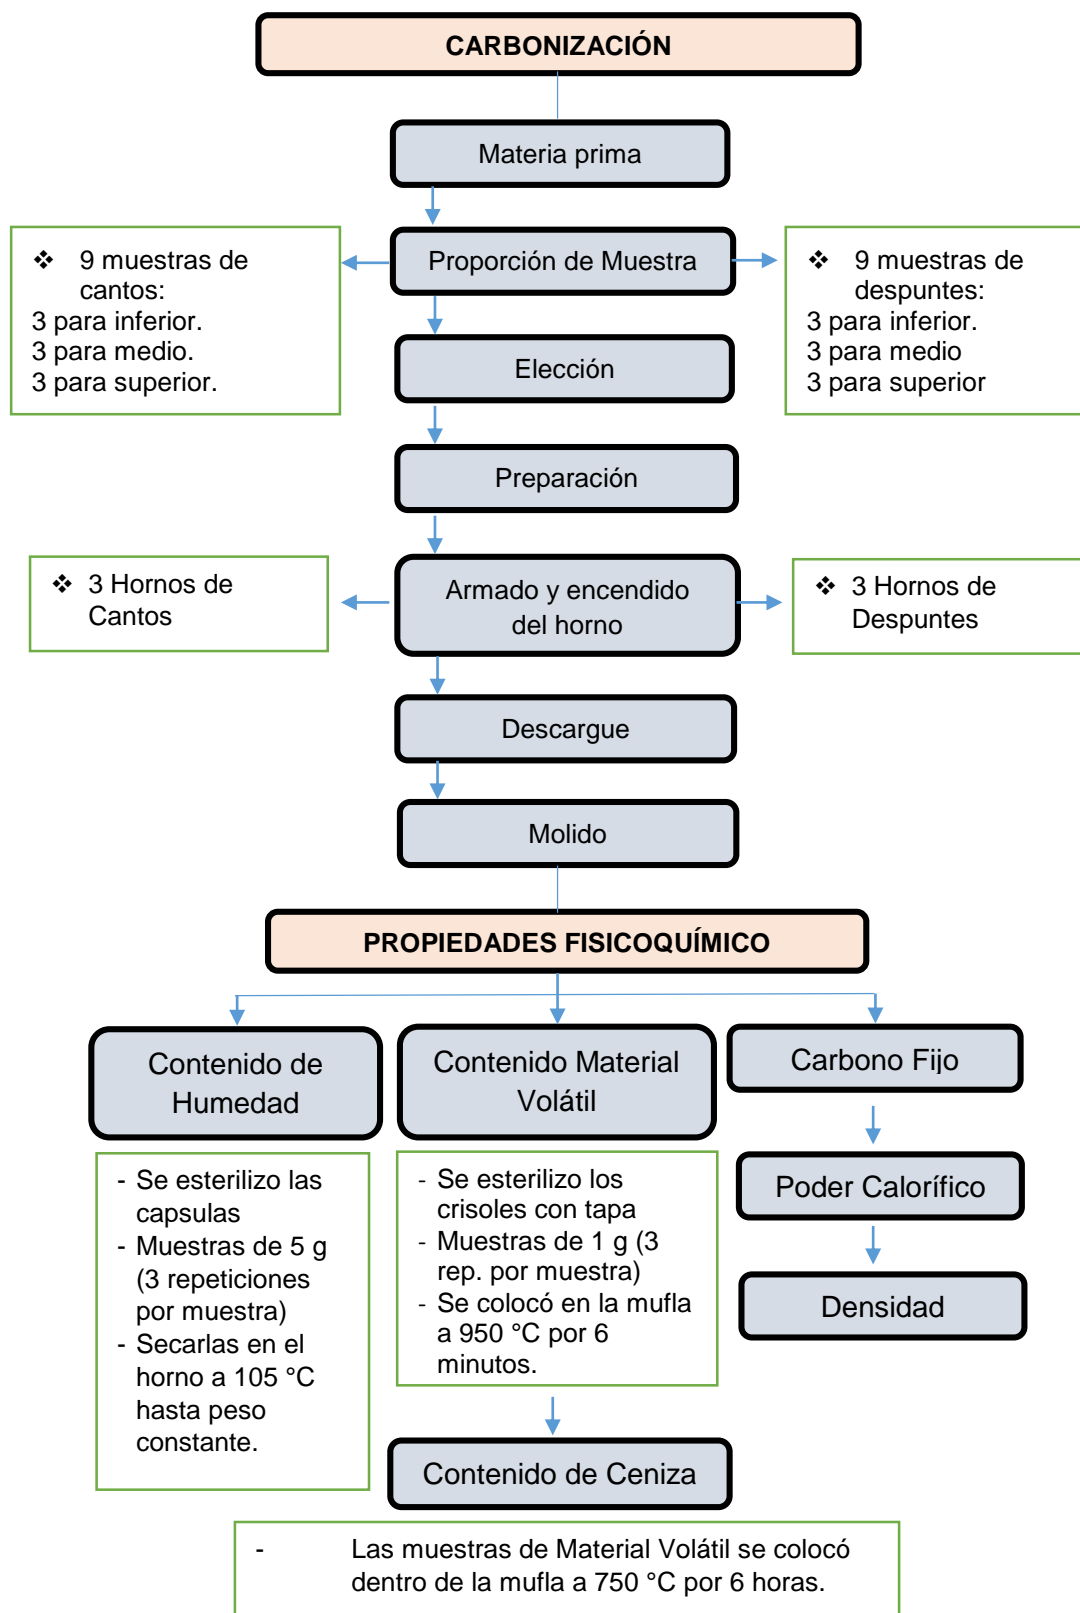 CARBONIZACIÓN
Materia prima
❖ 9 muestras de
cantos:
3 para inferior.
3 para medio.
3 para superior.
Proporción de Muestra
❖ 9 muestras de
despuntes:
3 para inferior.
3 para medio
3 para superior
Elección
Preparación
❖ 3 Hornos de
Cantos
Armado y encendido
del horno
❖ 3 Hornos de
Despuntes
Descargue
Molido
PROPIEDADES FISICOQUÍMICO
Contenido de
Humedad
- Se esterilizo las
capsulas
- Muestras de 5 g
(3 repeticiones
por muestra)
- Secarlas en el
horno a 105 °C
hasta peso
constante.
Contenido Material
Volátil
- Se esterilizo los
crisoles con tapa
- Muestras de 1 g (3
rep. por muestra)
- Se colocó en la mufla
a 950 °C por 6
minutos.
Contenido de Ceniza
- Las muestras de Material Volátil se colocó
dentro de la mufla a 750 °C por 6 horas.
Carbono Fijo
Poder Calorífico
Densidad